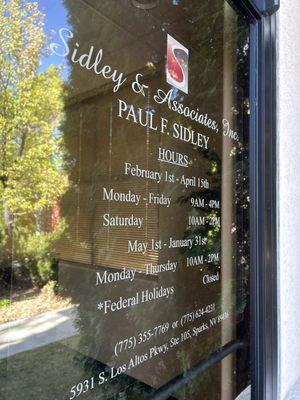 S
Sidley & Associates, Inc.
PAUL F. SIDLEY
HOURS
February 1st - April 15th
Monday - Friday 9AM - 4PM
Saturday 10AM - 2PM
May 1st - January 31st
Monday - Thursday 10AM - 2PM
*Federal Holidays Closed
(775) 355-7769 or (775) 624-4231
5931 S. Los Altos Pkwy, Ste 105, Sparks, NV 89436